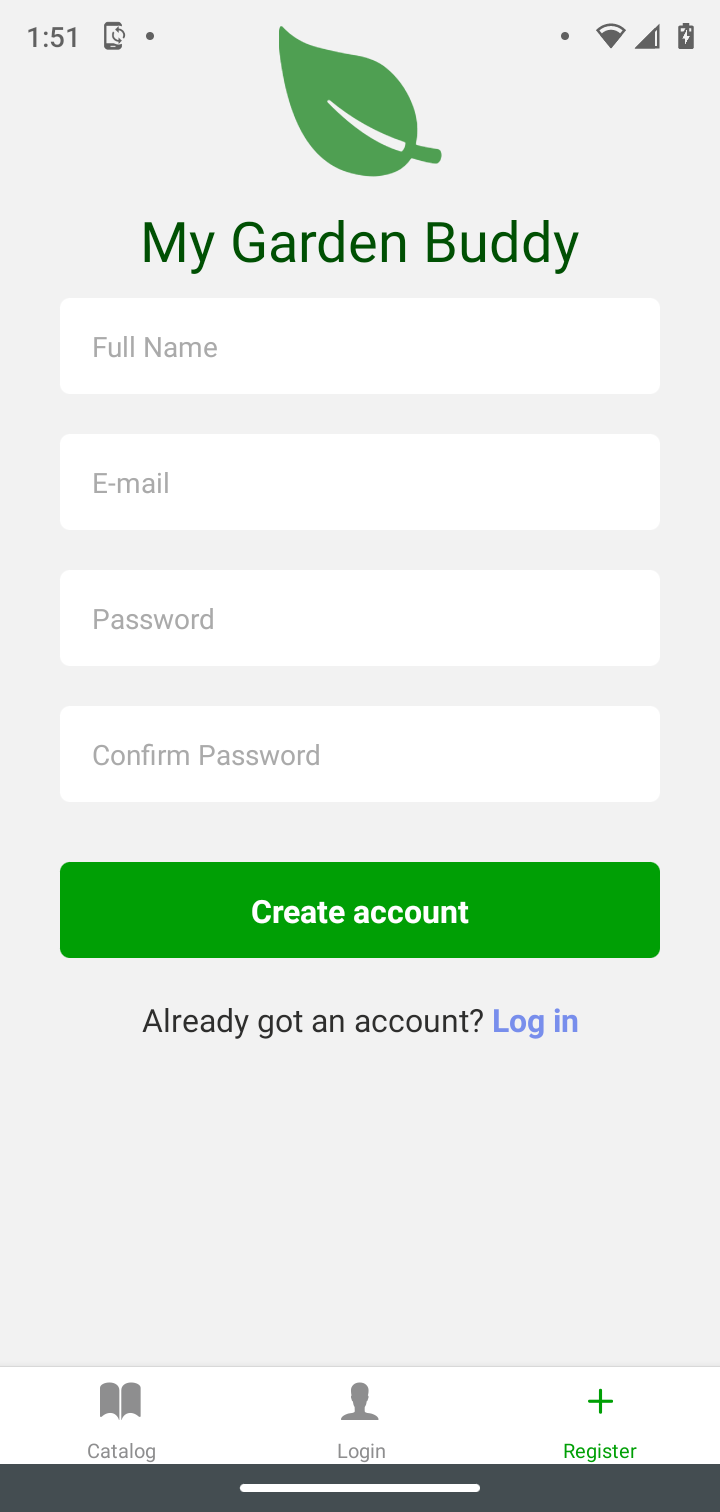 1:51
My Garden Buddy
Full Name
E-mail
Password
Confirm Password
Create account
Already got an account? Log in
Catalog
Login
Register